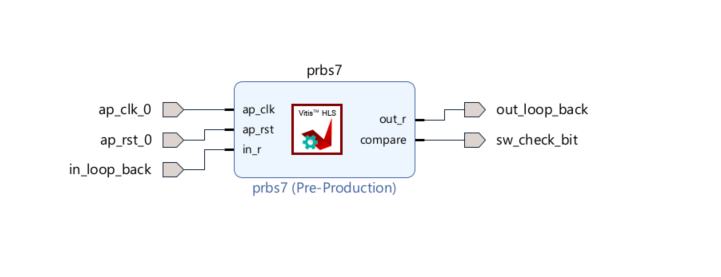 prbs7
ap_clk_0
ap_clk
ap_rst_0
ap_rst
in_loop_back
in_r
Vitis™ HLS
out_r
out_loop_back
compare
sw_check_bit
prbs7 (Pre-Production)